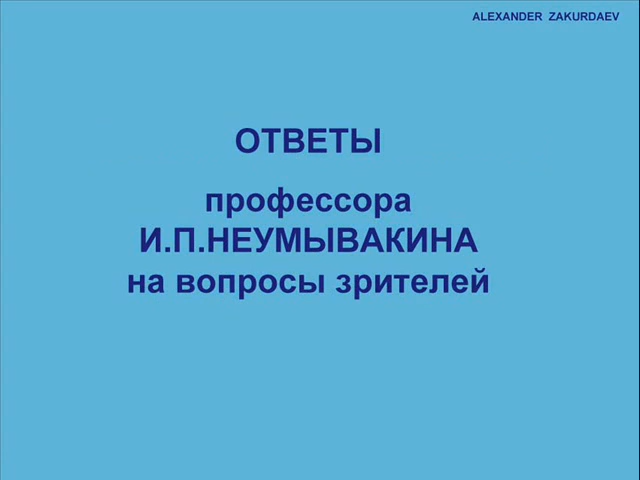 ALEXANDER ZAKURDAEV
ОТВЕТЫ
профессора
И.П.НЕУМЫВАКИНА
на вопросы зрителей